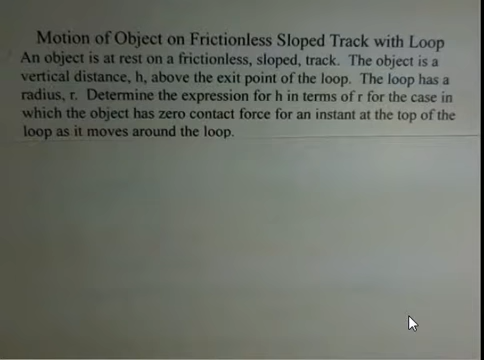 Motion of Object on Frictionless Sloped Track with Loop
An object is at rest on a frictionless, sloped, track. The object is a
vertical distance, h, above the exit point of the loop. The loop has a
radius, r. Determine the expression for h in terms of r for the case in
which the object has zero contact force for an instant at the top of the
loop as it moves around the loop.